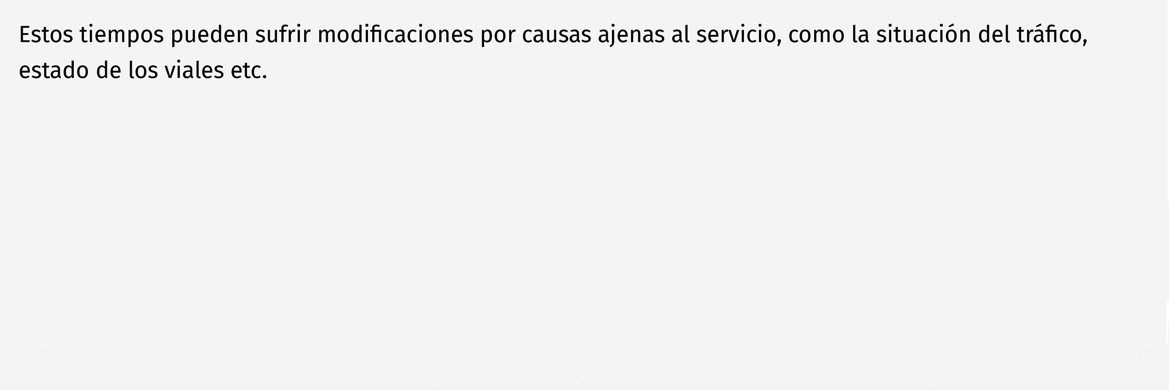 Estos tiempos pueden sufrir modificaciones por causas ajenas al servicio, como la situación del tráfico,
estado de los viales etc.